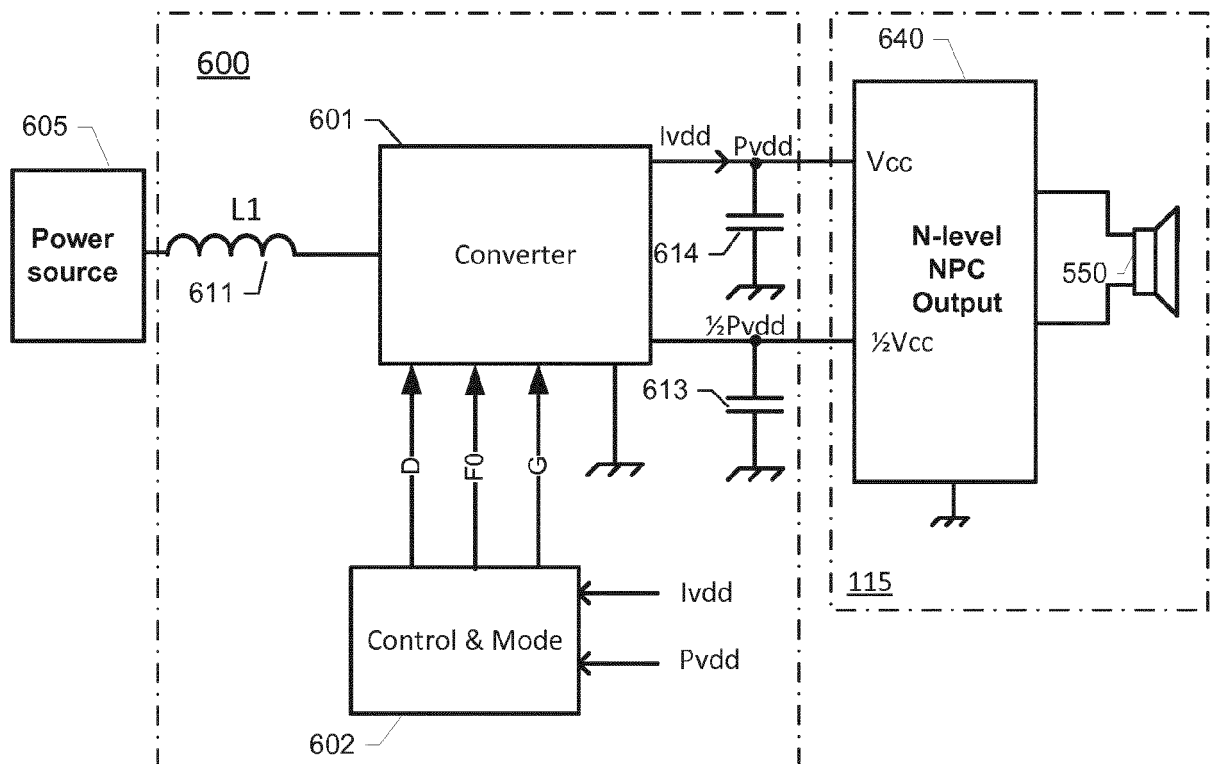 600
640
605
601
Ivdd
Pvdd
Vcc
L1
Power
source
Converter
614
N-level
NPC
Output
550
611
½Pvdd
½Vcc
613
D
F0
G
115
Ivdd
Control & Mode
Pvdd
602